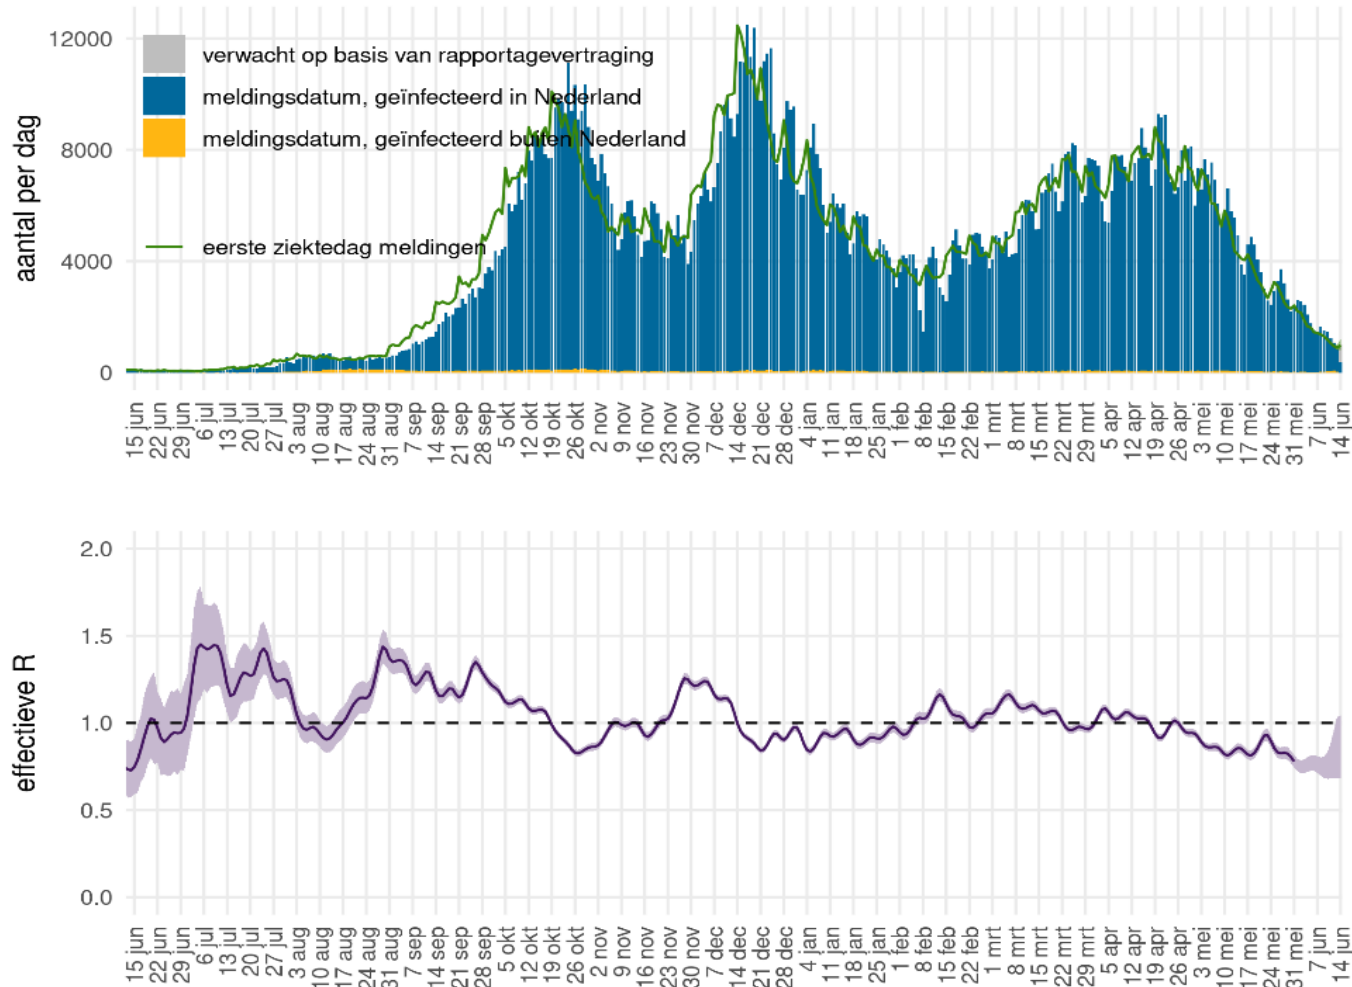 12000
8000
4000
0
aantal per dag
verwacht op basis van rapportagevertraging
meldingsdatum, geïnfecteerd in Nederland
meldingsdatum, geïnfecteerd buiten Nederland
eerste ziektedag meldingen
15 jun
22 jun
29 jun
6 jul
13 jul
20 jul
27 jul
3 aug
10 aug
17 aug
24 aug
31 aug
7 sep
14 sep
21 sep
28 sep
5 okt
12 okt
19 okt
26 okt
2 nov
9 nov
16 nov
23 nov
30 nov
7 dec
14 dec
21 dec
28 dec
4 jan
11 jan
18 jan
25 jan
1 feb
8 feb
15 feb
22 feb
1 mrt
8 mrt
15 mrt
22 mrt
29 mrt
5 apr
12 apr
19 apr
26 apr
3 mei
10 mei
17 mei
24 mei
31 mei
7 jun
14 jun
2.0
1.5
1.0
0.5
0.0
effectieve R
15 jun
22 jun
29 jun
6 jul
13 jul
20 jul
27 jul
3 aug
10 aug
17 aug
24 aug
31 aug
7 sep
14 sep
21 sep
28 sep
5 okt
12 okt
19 okt
26 okt
2 nov
9 nov
16 nov
23 nov
30 nov
7 dec
14 dec
21 dec
28 dec
4 jan
11 jan
18 jan
25 jan
1 feb
8 feb
15 feb
22 feb
1 mrt
8 mrt
15 mrt
22 mrt
29 mrt
5 apr
12 apr
19 apr
26 apr
3 mei
10 mei
17 mei
24 mei
31 mei
7 jun
14 jun